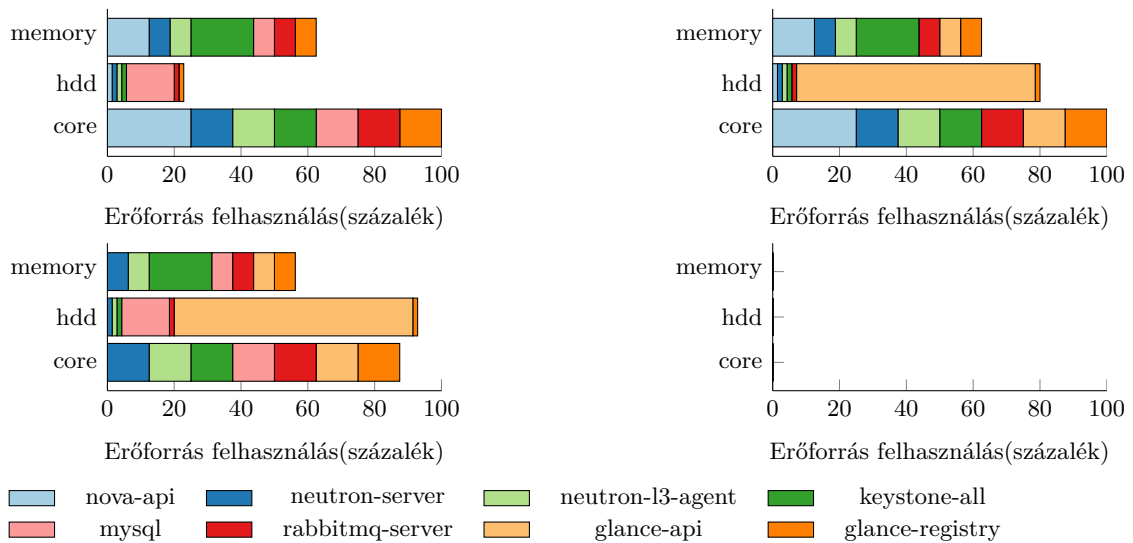 memory
hdd
core
0 20 40 60 80 100
Erőforrás felhasználás(százalék)
memory
hdd
core
0 20 40 60 80 100
Erőforrás felhasználás(százalék)
memory
hdd
core
0 20 40 60 80 100
Erőforrás felhasználás(százalék)
memory
hdd
core
0 20 40 60 80 100
Erőforrás felhasználás(százalék)
nova-api neutron-server neutron-l3-agent keystone-all
mysql rabbitmq-server glance-api glance-registry